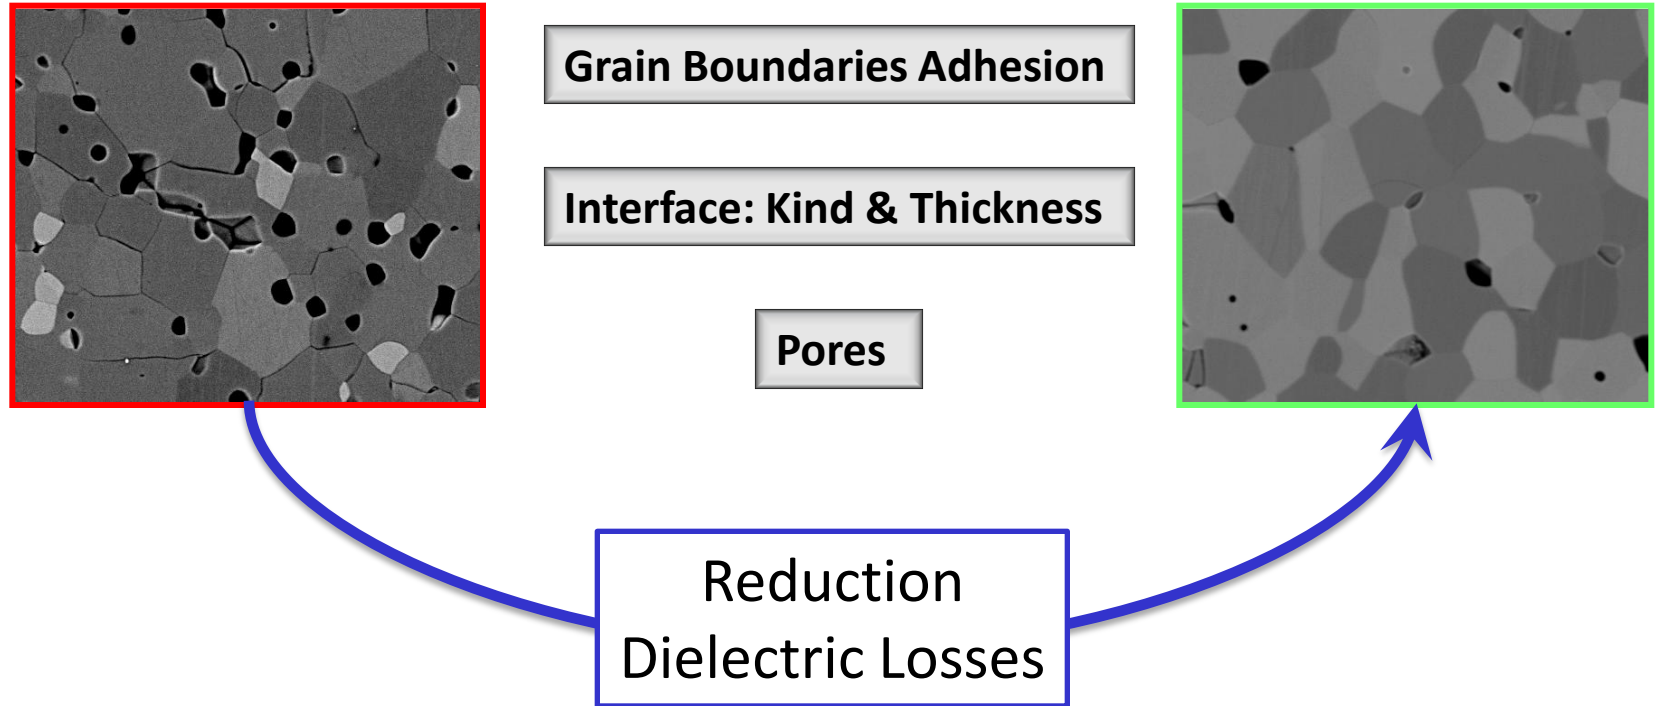 Grain Boundaries Adhesion
Interface: Kind & Thickness
Pores
Reduction
Dielectric Losses